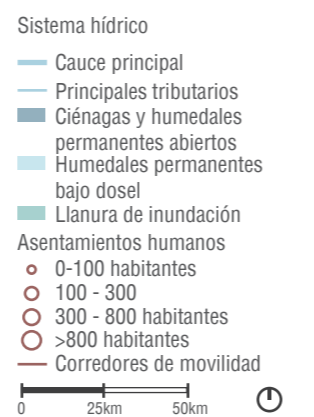 Sistema hídrico
Cauce principal
Principales tributarios
Ciénagas y humedales
permanentes abiertos
Humedales permanentes
bajo dosel
Llanura de inundación
Asentamientos humanos
0-100 habitantes
100 - 300
300 - 800 habitantes
>800 habitantes
Corredores de movilidad
0 25km 50km